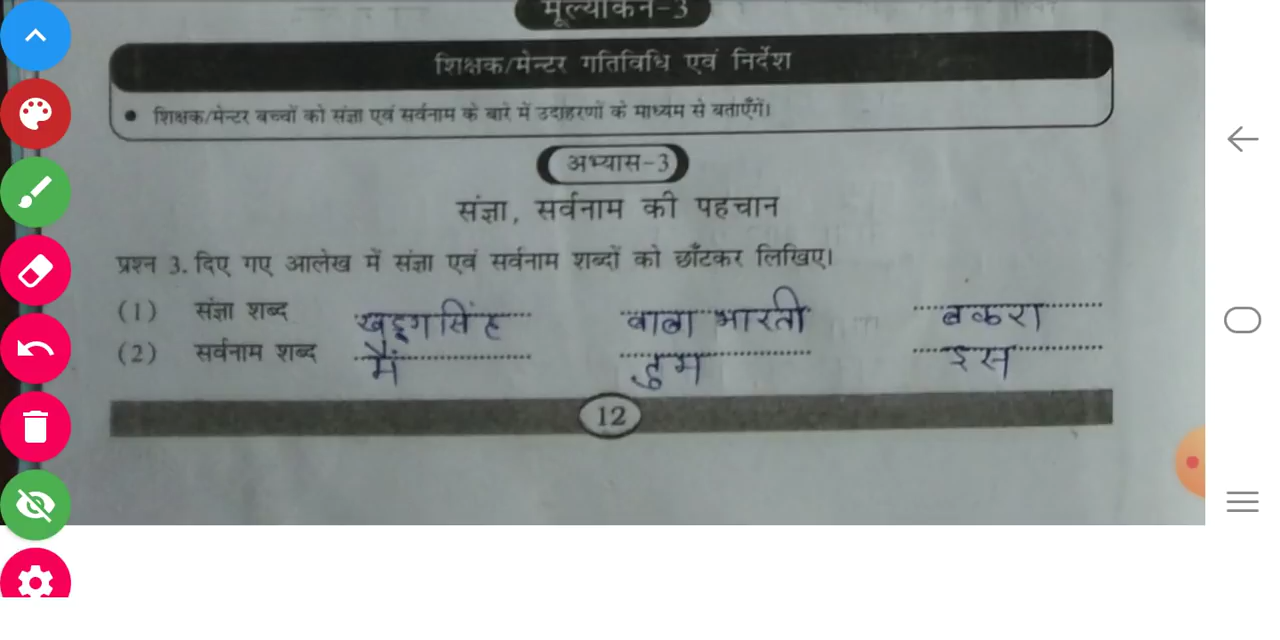 मूल्यांकन-3
शिक्षक/मेन्टर गतिविधि एवं निर्देश
• शिक्षक/मेन्टर बच्चों को संज्ञा एवं सर्वनाम के बारे में उदाहरणों के माध्यम से बताएँगें।
अभ्यास-3
संज्ञा, सर्वनाम की पहचान
प्रश्न 3. दिए गए आलेख में संज्ञा एवं सर्वनाम शब्दों को छाँटकर लिखिए।
(1) संज्ञा शब्द खड्गसिंह बाबा भारती बकरा
(2) सर्वनाम शब्द मैं तुम इस
12